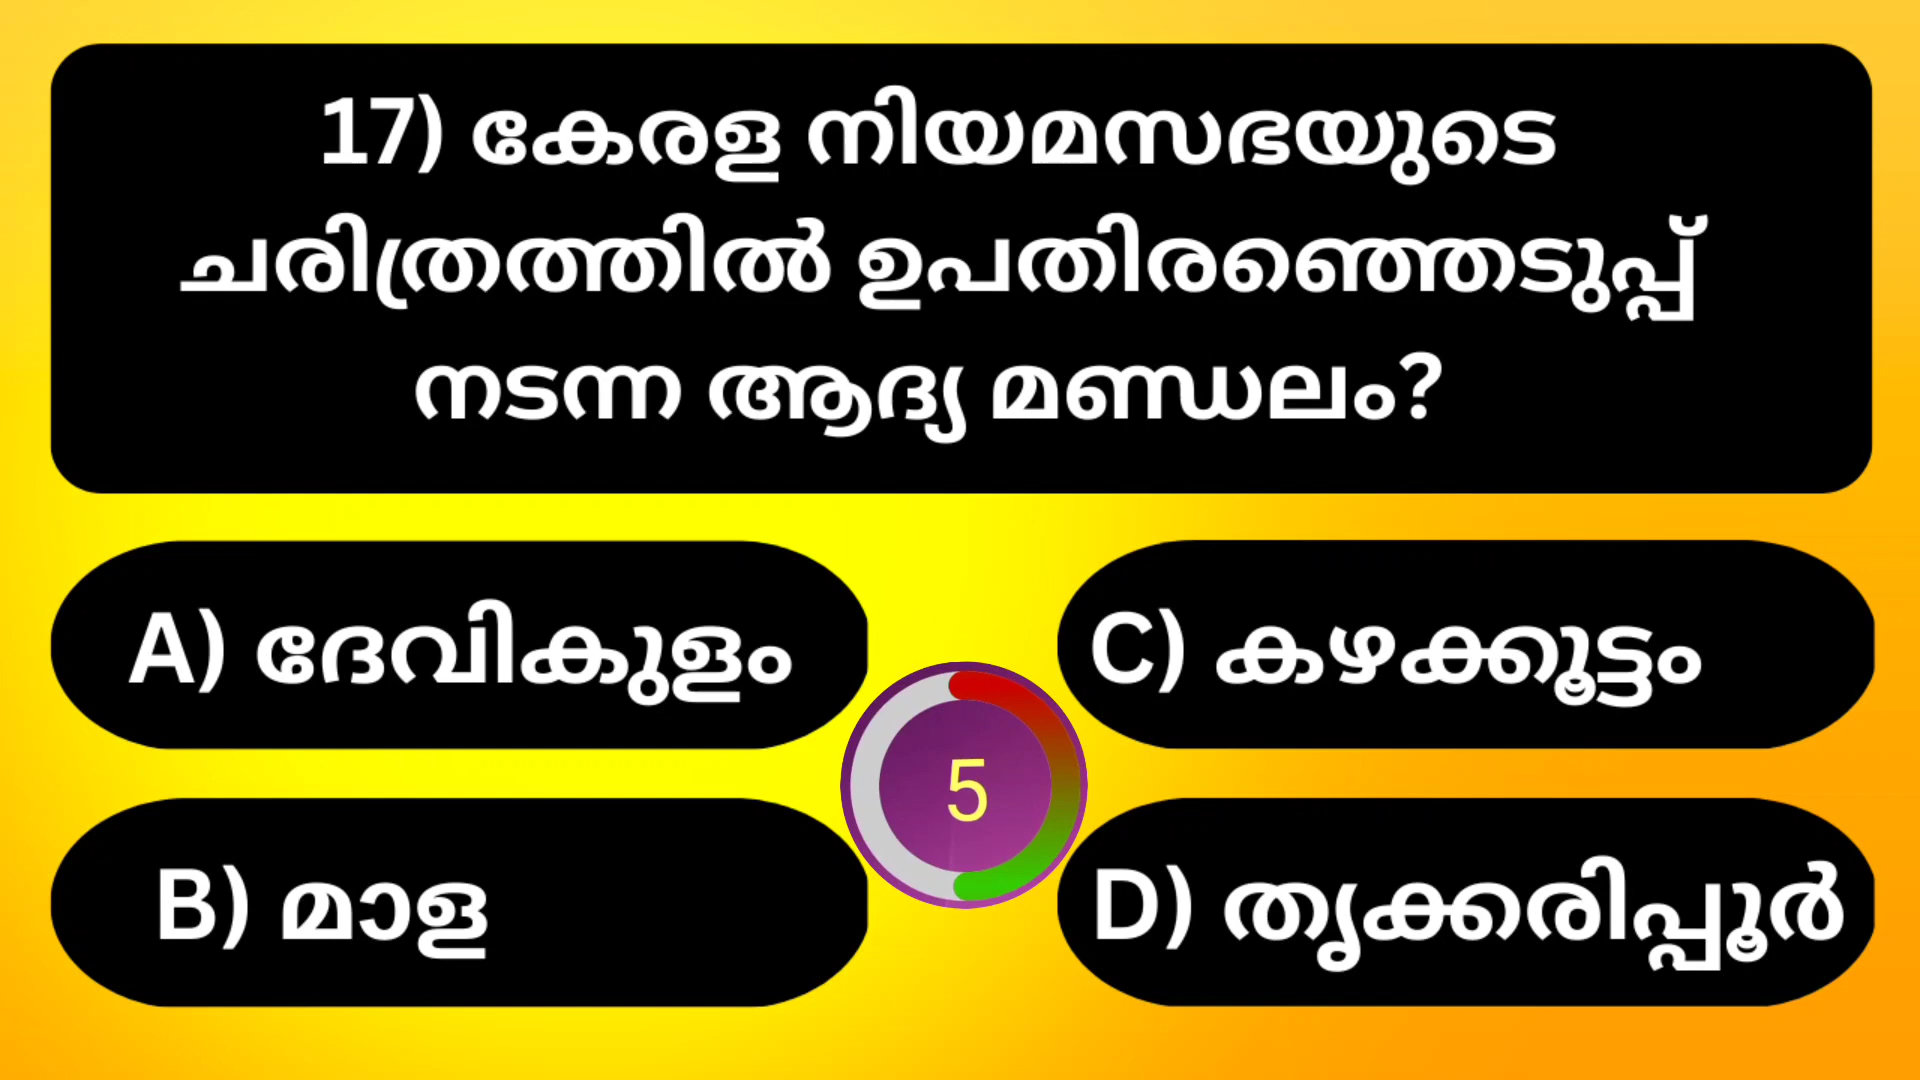 17) കേരള നിയമസഭയുടെ
ചരിത്രത്തിൽ ഉപതിരഞ്ഞെടുപ്പ്
നടന്ന ആദ്യ മണ്ഡലം?
A) ദേവികുളം
C) കഴക്കൂട്ടം
5
B) മാള
D) തൃക്കരിപ്പൂർ